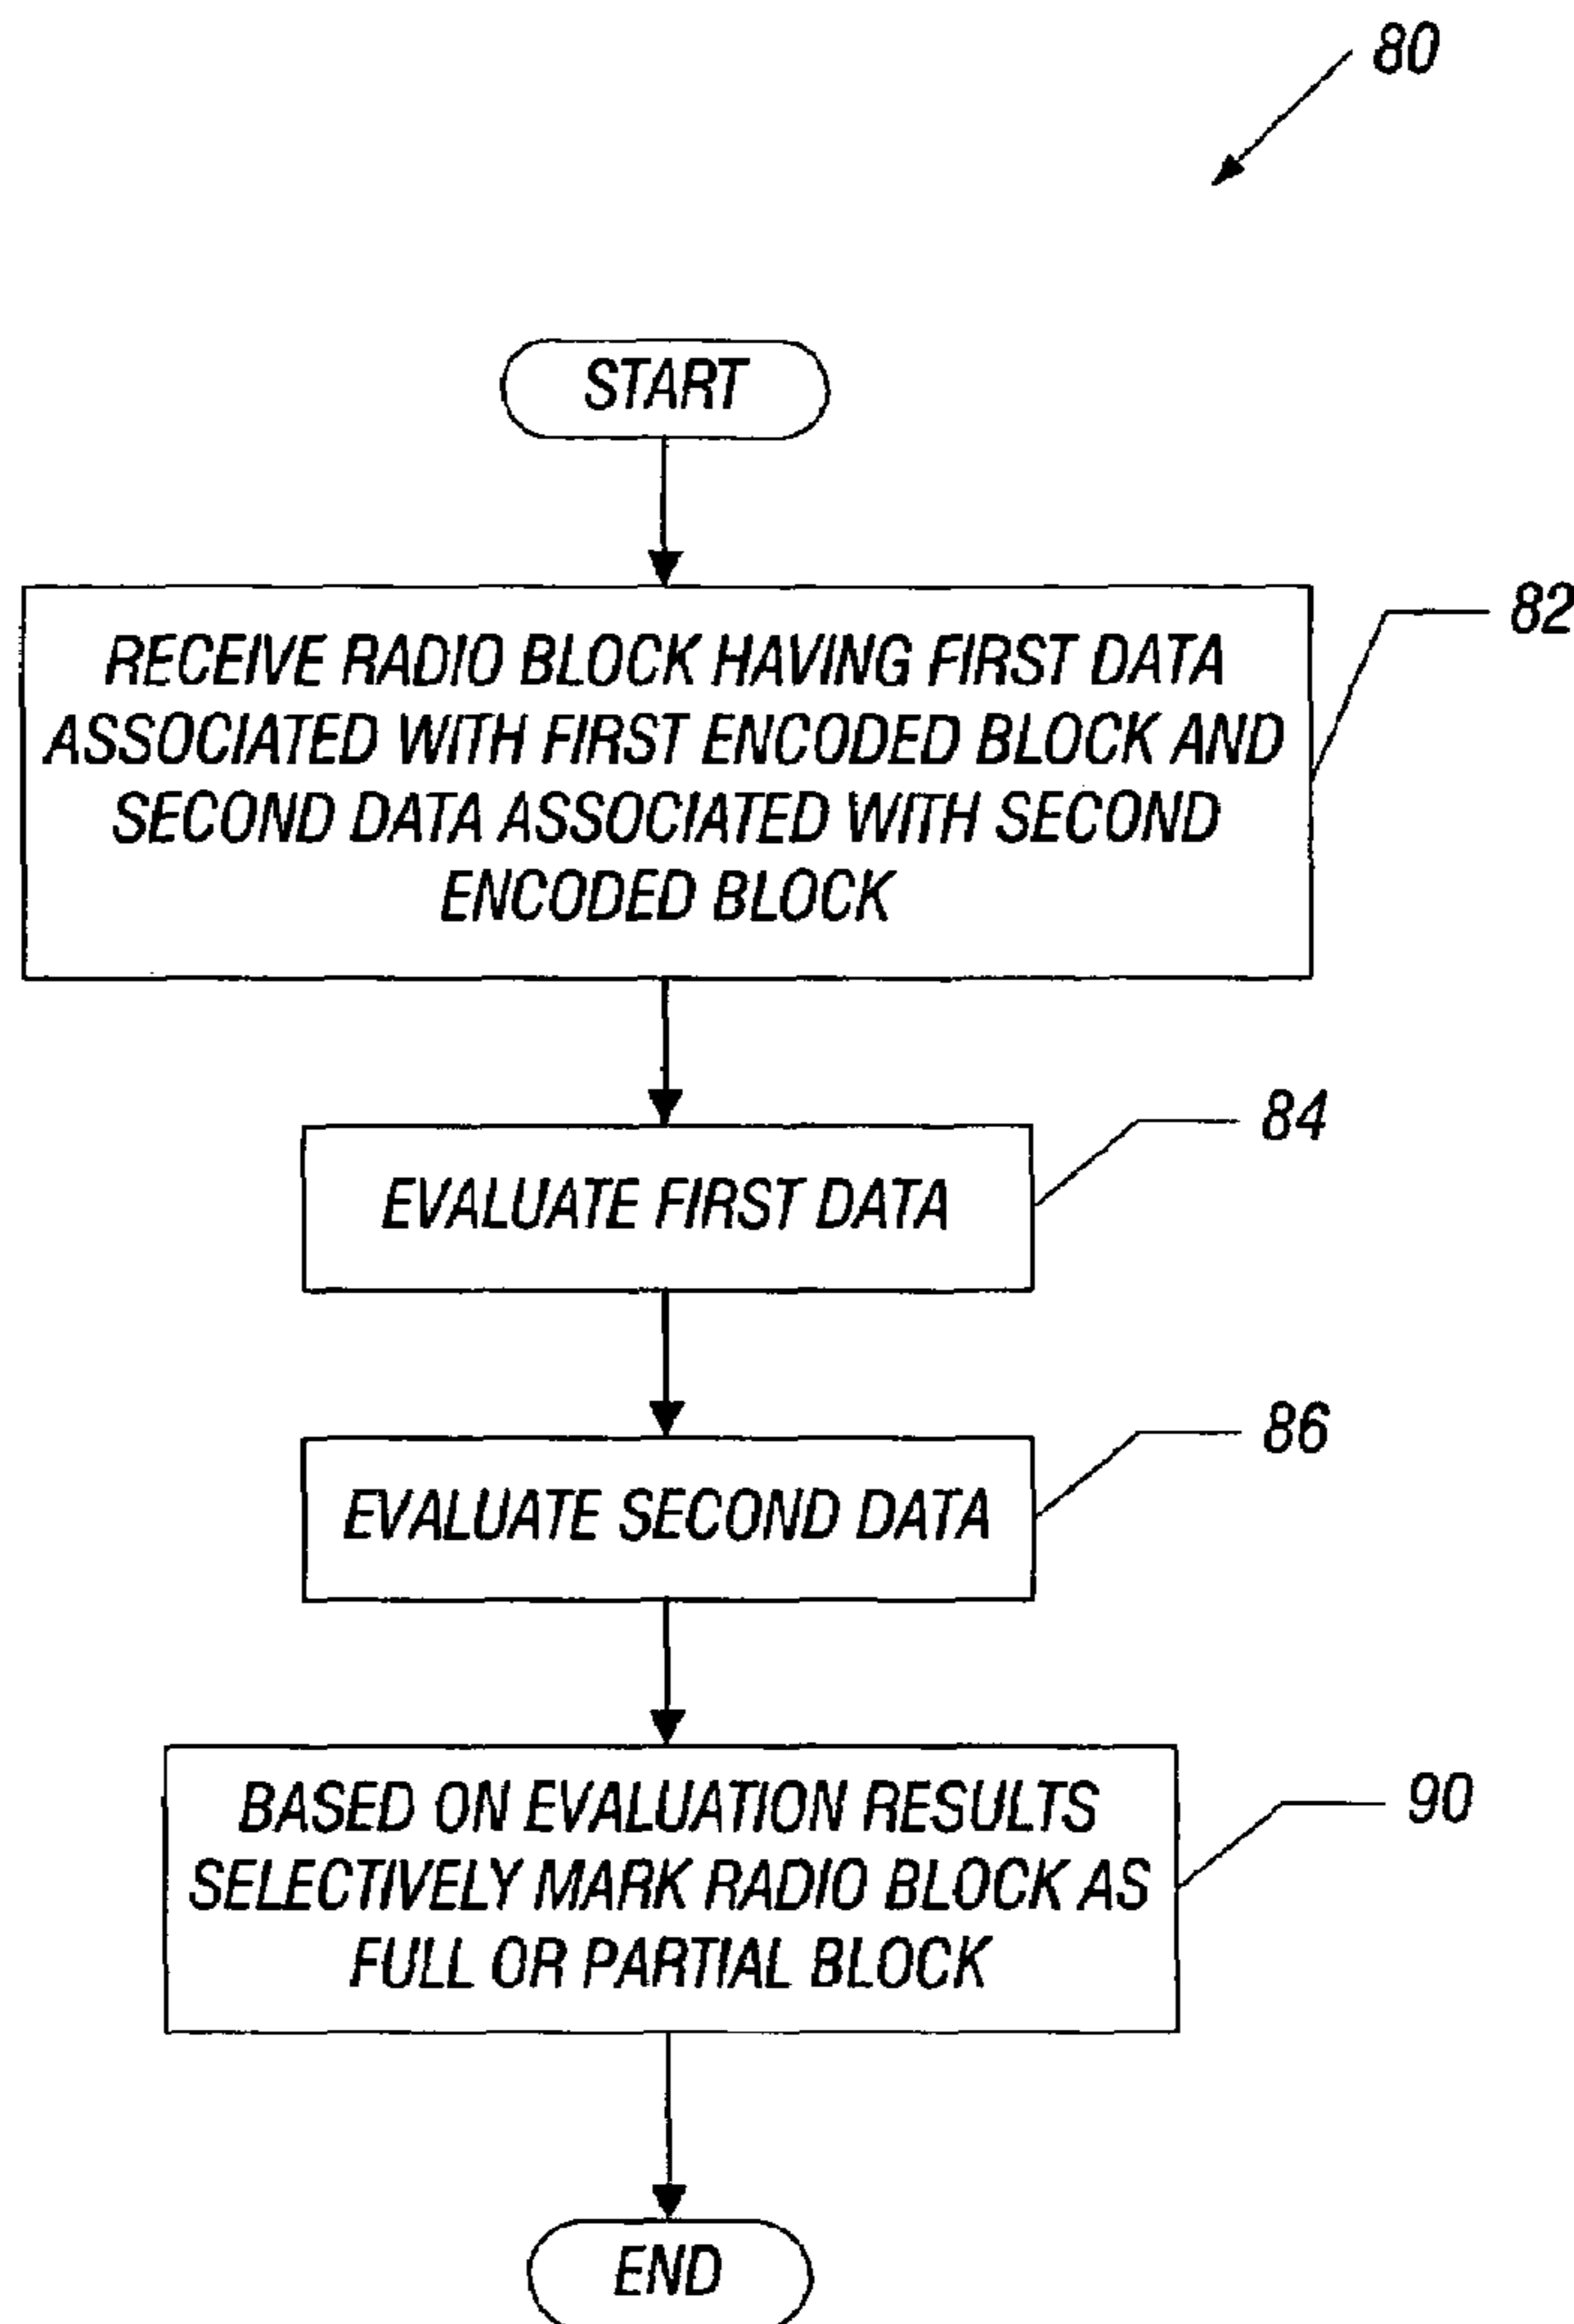 80
START
RECEIVE RADIO BLOCK HAVING FIRST DATA
ASSOCIATED WITH FIRST ENCODED BLOCK AND
SECOND DATA ASSOCIATED WITH SECOND
ENCODED BLOCK
82
EVALUATE FIRST DATA
84
EVALUATE SECOND DATA
86
BASED ON EVALUATION RESULTS
SELECTIVELY MARK RADIO BLOCK AS
FULL OR PARTIAL BLOCK
90
END